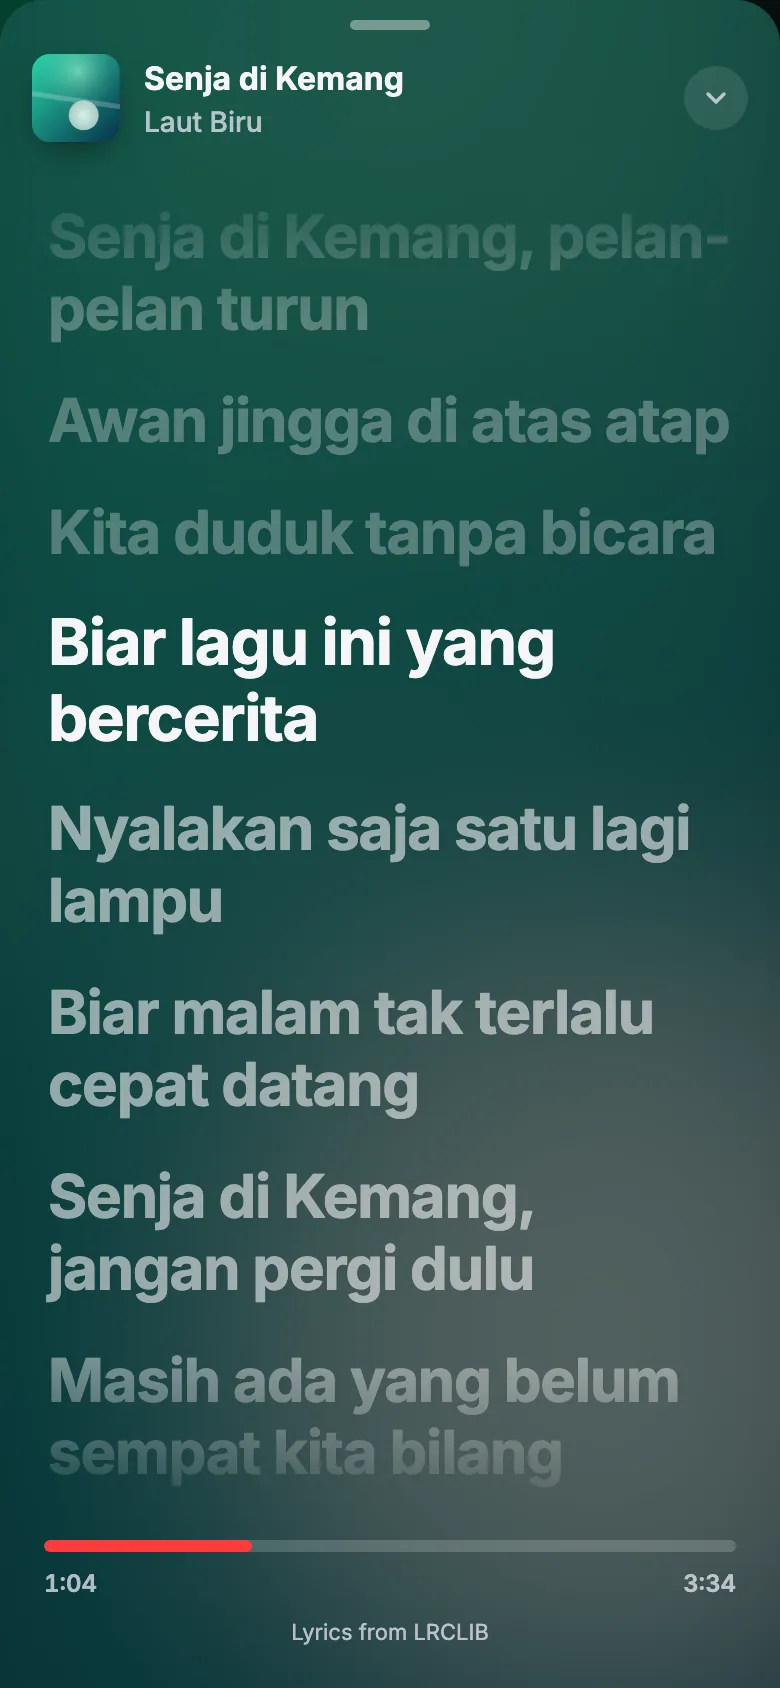 Senja di Kemang
Laut Biru
Senja di Kemang, pelan-
pelan turun
Awan jingga di atas atap
Kita duduk tanpa bicara
Biar lagu ini yang
bercerita
Nyalakan saja satu lagi
lampu
Biar malam tak terlalu
cepat datang
Senja di Kemang,
jangan pergi dulu
Masih ada yang belum
sempat kita bilang
1:04
3:34
Lyrics from LRCLIB